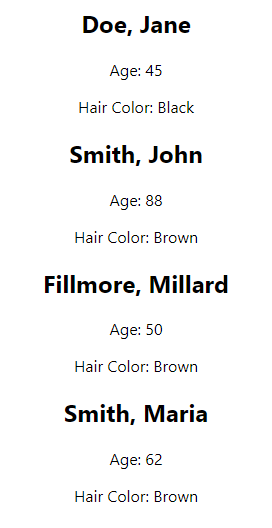 Doe, Jane
Age: 45
Hair Color: Black
Smith, John
Age: 88
Hair Color: Brown
Fillmore, Millard
Age: 50
Hair Color: Brown
Smith, Maria
Age: 62
Hair Color: Brown